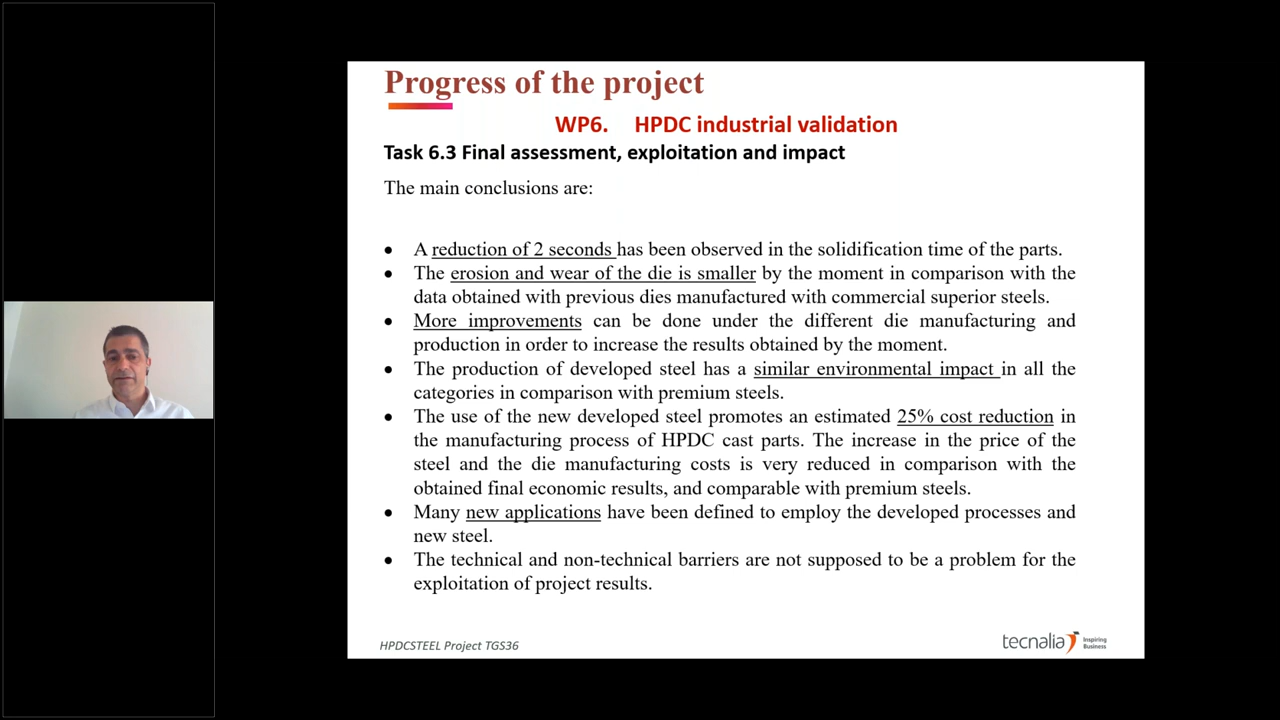 Progress of the project
WP6. HPDC industrial validation
Task 6.3 Final assessment, exploitation and impact
The main conclusions are:
• A reduction of 2 seconds has been observed in the solidification time of the parts.
• The erosion and wear of the die is smaller by the moment in comparison with the
data obtained with previous dies manufactured with commercial superior steels.
• More improvements can be done under the different die manufacturing and
production in order to increase the results obtained by the moment.
• The production of developed steel has a similar environmental impact in all the
categories in comparison with premium steels.
• The use of the new developed steel promotes an estimated 25% cost reduction in
the manufacturing process of HPDC cast parts. The increase in the price of the
steel and the die manufacturing costs is very reduced in comparison with the
obtained final economic results, and comparable with premium steels.
• Many new applications have been defined to employ the developed processes and
new steel.
• The technical and non-technical barriers are not supposed to be a problem for the
exploitation of project results.
HPDCSTEEL Project TGS36
tecnalia Inspiring
Business